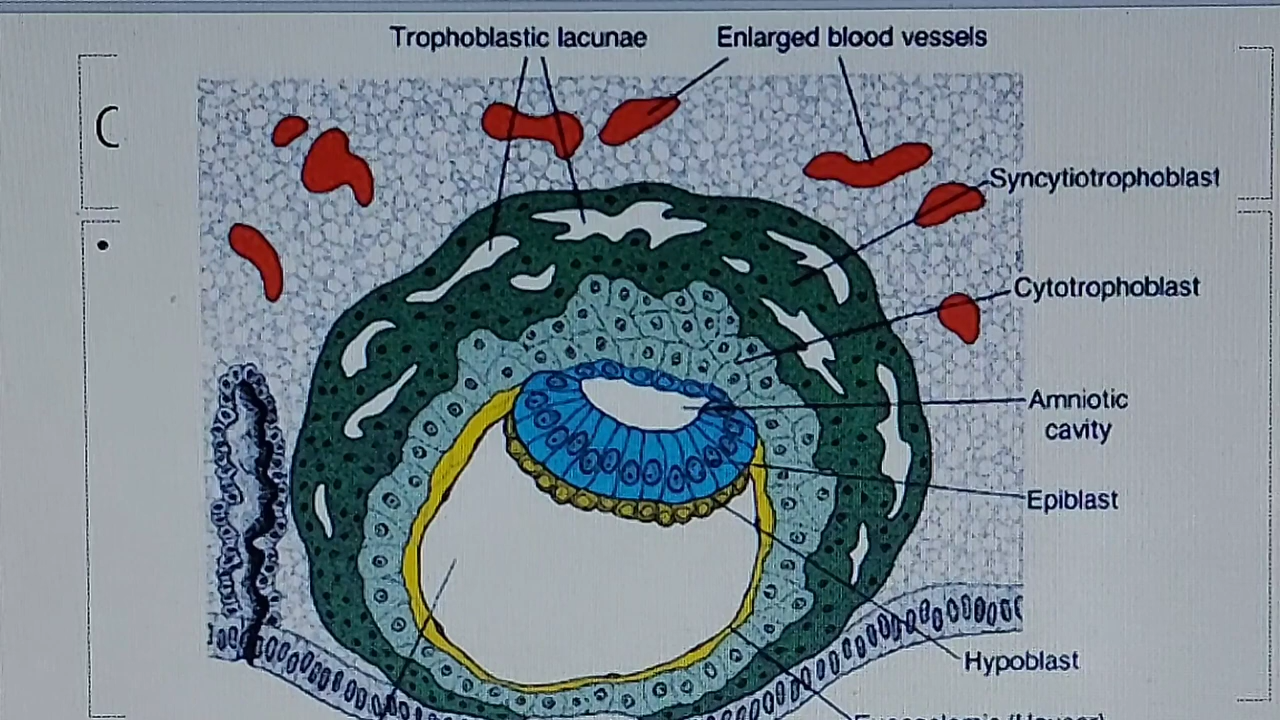 Trophoblastic lacunae
Enlarged blood vessels
Syncytiotrophoblast
Cytotrophoblast
Amniotic
cavity
Epiblast
Hypoblast